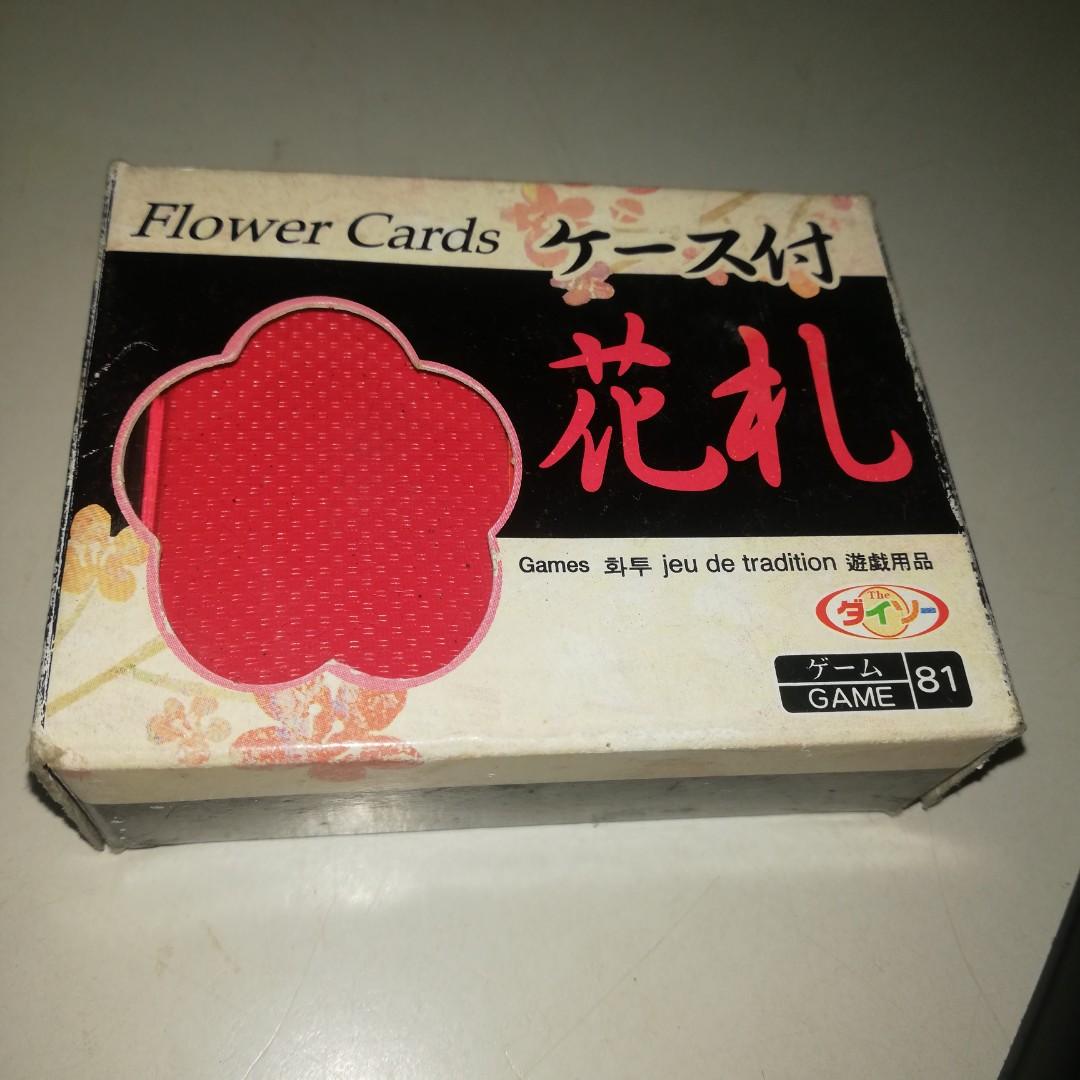 Flower Cards ケース付
花札
Games 화투 jeu de tradition 遊戯用品
The
ダイソー
ゲーム
GAME 81